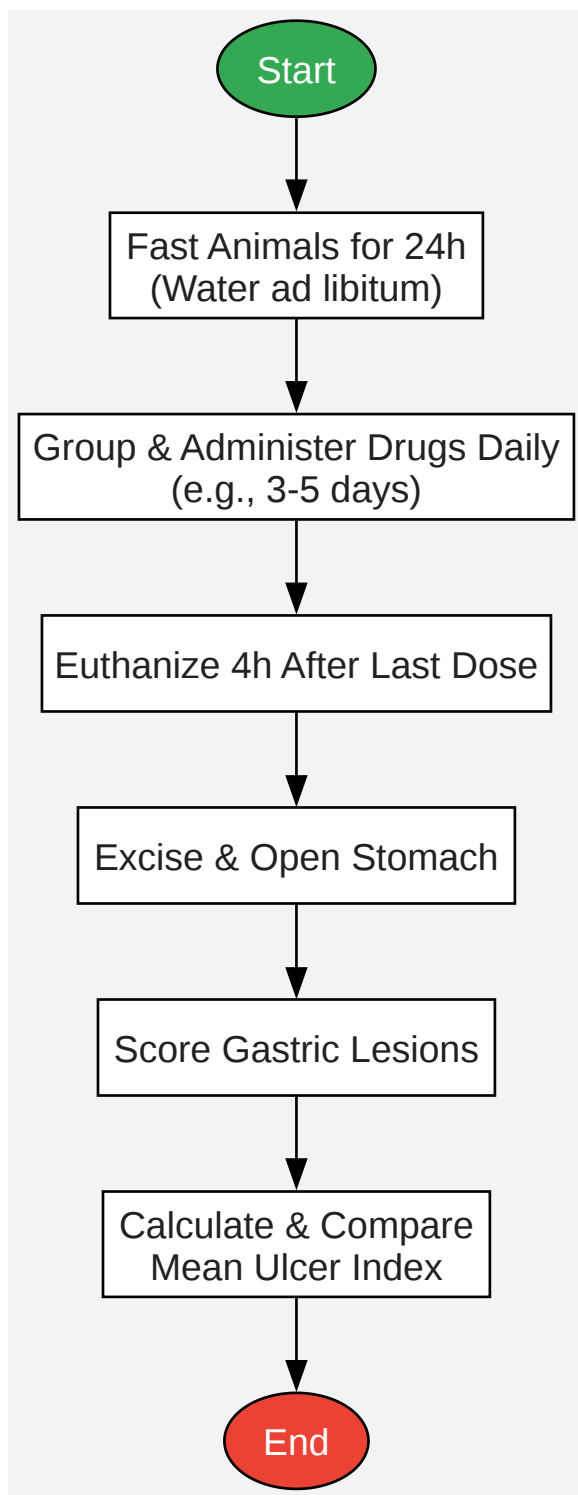 Start
Fast Animals for 24h
(Water ad libitum)
Group & Administer Drugs Daily
(e.g., 3-5 days)
Euthanize 4h After Last Dose
Excise & Open Stomach
Score Gastric Lesions
Calculate & Compare
Mean Ulcer Index
End